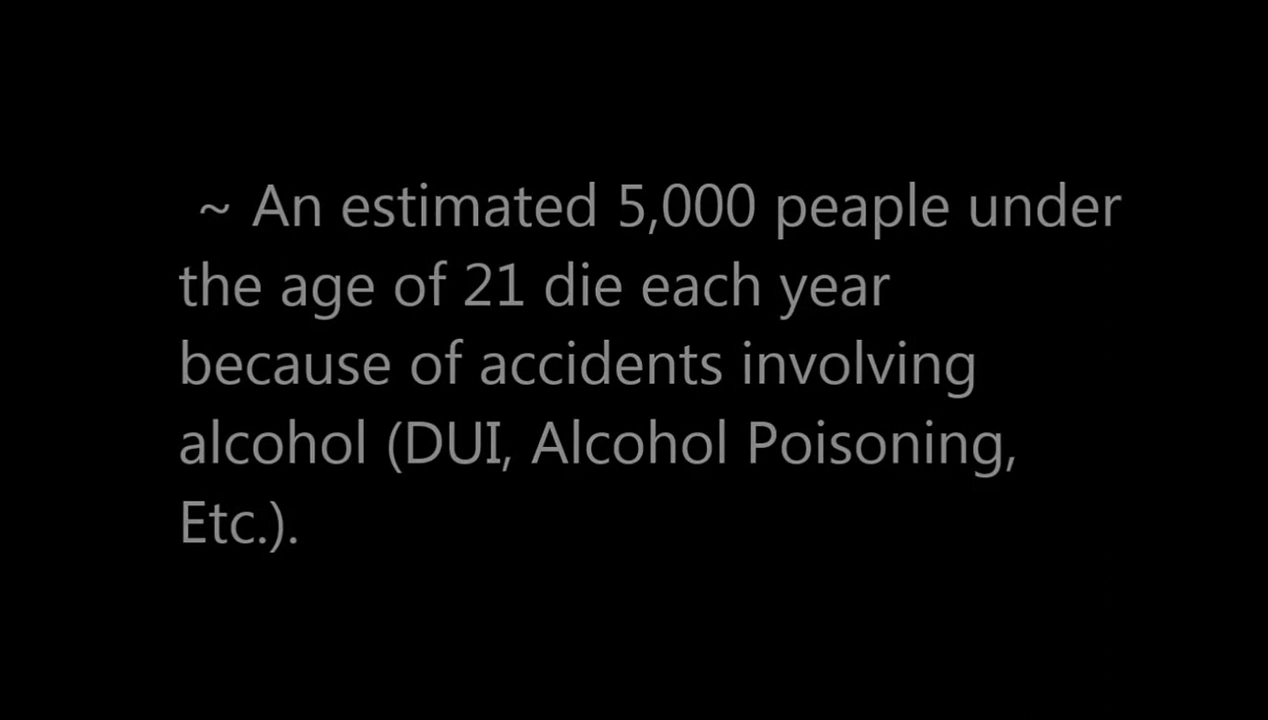 ~ An estimated 5,000 peaple under
the age of 21 die each year
because of accidents involving
alcohol (DUI, Alcohol Poisoning,
Etc.).